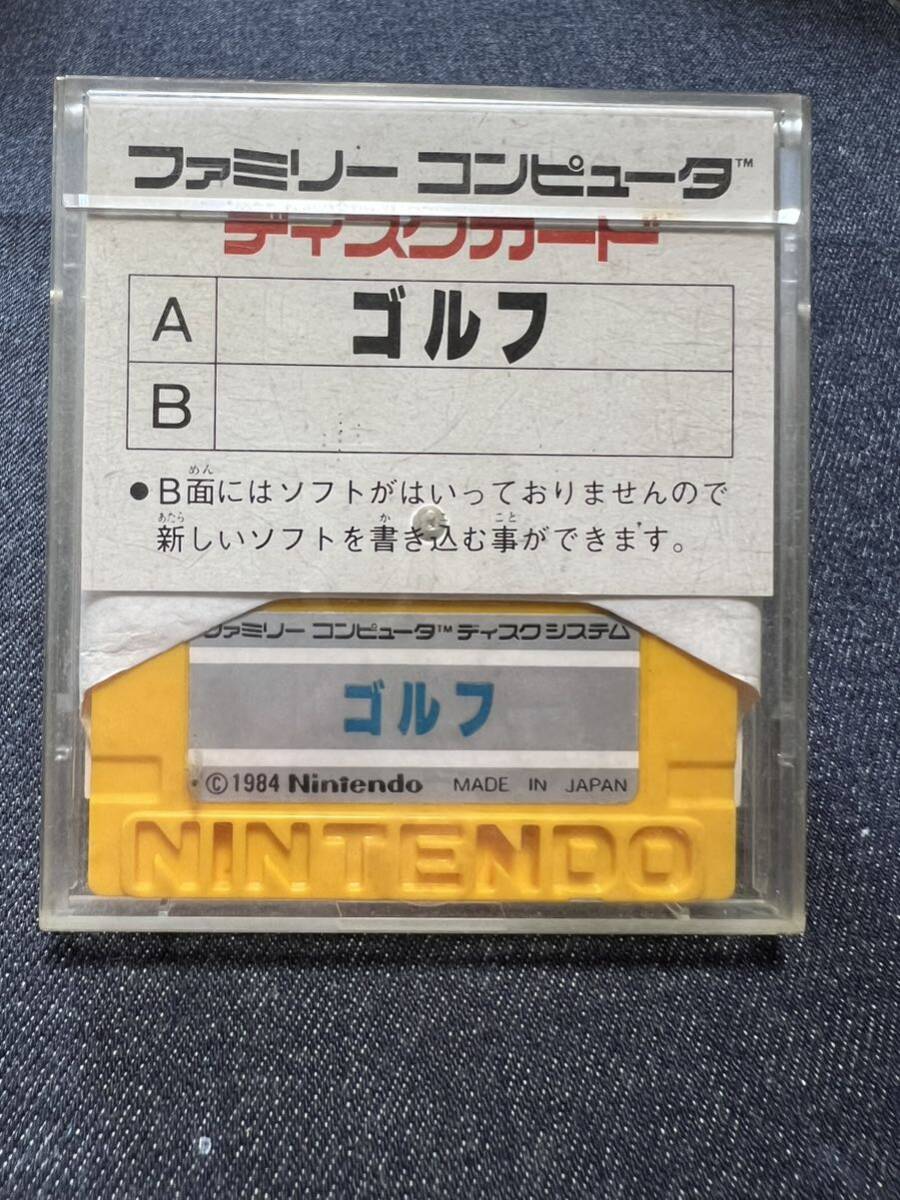 ファミリー コンピュータ™
ディスクカード
A ゴルフ
B
●B面にはソフトがはいっておりませんので
新しいソフトを書き込む事ができます。
めん
あたら か こ こと
ファミリー コンピュータ™ ディスクシステム
ゴルフ
©1984 Nintendo MADE IN JAPAN
NINTENDO